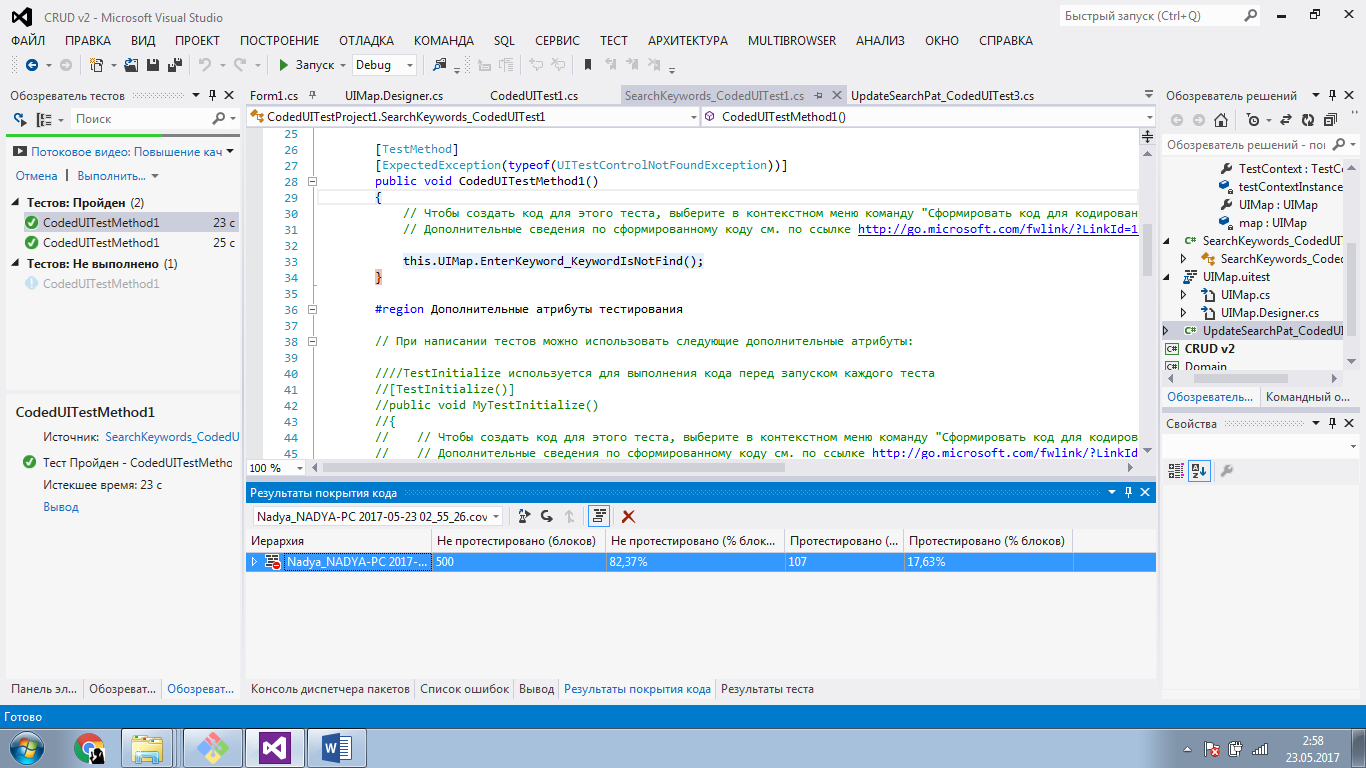 CRUD v2 - Microsoft Visual Studio
Быстрый запуск (Ctrl+Q)
ФАЙЛ ПРАВКА ВИД ПРОЕКТ ПОСТРОЕНИЕ ОТЛАДКА КОМАНДА SQL СЕРВИС ТЕСТ АРХИТЕКТУРА MULTIBROWSER АНАЛИЗ ОКНО СПРАВКА
Запуск Debug
Обозреватель тестов
Поиск
Потоковое видео: Повышение кач
Отмена | Выполнить...
Тестов: Пройден (2)
CodedUITestMethod1 23 с
CodedUITestMethod1 25 с
Тестов: Не выполнено (1)
CodedUITestMethod1
CodedUITestMethod1
Источник: SearchKeywords_CodedU
Тест Пройден - CodedUITestMetho
Истекшее время: 23 с
Вывод
Панель эл... Обозреват... Обозреват...
Form1.cs UIMap.Designer.cs CodedUITest1.cs SearchKeywords_CodedUITest1.cs UpdateSearchPat_CodedUITest3.cs
CodedUITestProject1.SearchKeywords_CodedUITest1 CodedUITestMethod1()
25
26 [TestMethod]
27 [ExpectedException(typeof(UITestControlNotFoundException))]
28 public void CodedUITestMethod1()
29 {
30 // Чтобы создать код для этого теста, выберите в контекстном меню команду "Сформировать код для кодирован
31 // Дополнительные сведения по сформированному коду см. по ссылке http://go.microsoft.com/fwlink/?LinkId=1
32
33 this.UIMap.EnterKeyword_KeywordIsNotFind();
34 }
35
36 #region Дополнительные атрибуты тестирования
37
38 // При написании тестов можно использовать следующие дополнительные атрибуты:
39
40 ////TestInitialize используется для выполнения кода перед запуском каждого теста
41 //[TestInitialize()]
42 //public void MyTestInitialize()
43 //{
44 // // Чтобы создать код для этого теста, выберите в контекстном меню команду "Сформировать код для кодиров
45 // // Дополнительные сведения по сформированному коду см. по ссылке http://go.microsoft.com/fwlink/?LinkId
100 %
Результаты покрытия кода
Nadya_NADYA-PC 2017-05-23 02_55_26.cov
Иерархия Не протестировано (блоков) Не протестировано (% блок... Протестировано (... Протестировано (% блоков)
Nadya_NADYA-PC 2017-... 500 82,37% 107 17,63%
Консоль диспетчера пакетов Список ошибок Вывод Результаты покрытия кода Результаты теста
Обозреватель решений
Обозреватель решений - пои
TestContext : TestCo
testContextInstance
UIMap : UIMap
map : UIMap
SearchKeywords_CodedUIT
SearchKeywords_Coded
UIMap.uitest
UIMap.cs
UIMap.Designer.cs
UpdateSearchPat_CodedUI
CRUD v2
Domain
Обозреватель... Командный о...
Свойства
Готово
2:58
23.05.2017